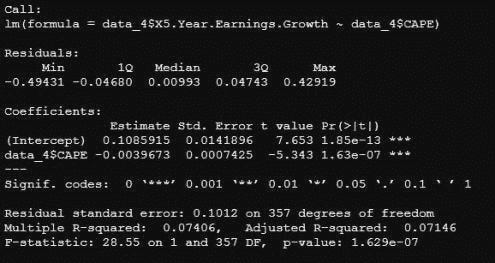 Call:
lm(formula = data_4$X5.Year.Earnings.Growth ~ data_4$CAPE)
Residuals:
Min 1Q Median 3Q Max
-0.49431 -0.04680 0.00993 0.04743 0.42919
Coefficients:
Estimate Std. Error t value Pr(>|t|)
(Intercept) 0.1085915 0.0141896 7.653 1.85e-13 ***
data_4$CAPE -0.0039673 0.0007425 -5.343 1.63e-07 ***
---
Signif. codes: 0 ‘***’ 0.001 ‘**’ 0.01 ‘*’ 0.05 ‘.’ 0.1 ‘ ’ 1
Residual standard error: 0.1012 on 357 degrees of freedom
Multiple R-squared: 0.07406, Adjusted R-squared: 0.07146
F-statistic: 28.55 on 1 and 357 DF, p-value: 1.629e-07